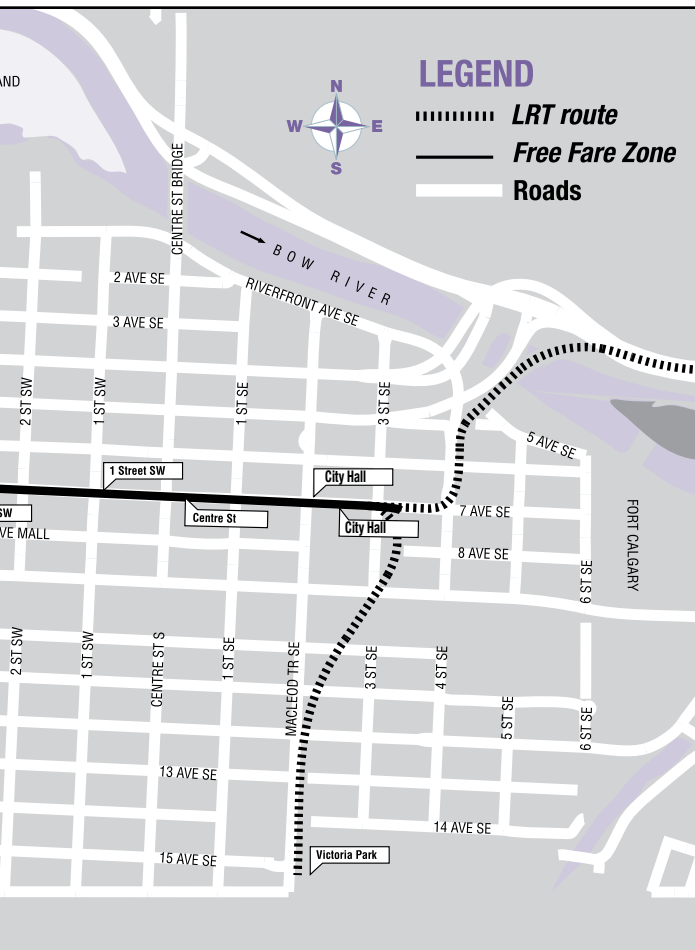 LEGEND
LRT route
Free Fare Zone
Roads
N
W
E
S
AND
CENTRE ST BRIDGE
BOW RIVER
2 AVE SE
RIVERFRONT AVE SE
3 AVE SE
2 ST SW
1 ST SW
1 ST SE
3 ST SE
5 AVE SE
1 Street SW
City Hall
SW
Centre St
City Hall
7 AVE SE
VE MALL
8 AVE SE
FORT CALGARY
6 ST SE
2 ST SW
1 ST SW
CENTRE ST S
1 ST SE
MACLEOD TR SE
3 ST SE
4 ST SE
5 ST SE
6 ST SE
13 AVE SE
14 AVE SE
15 AVE SE
Victoria Park